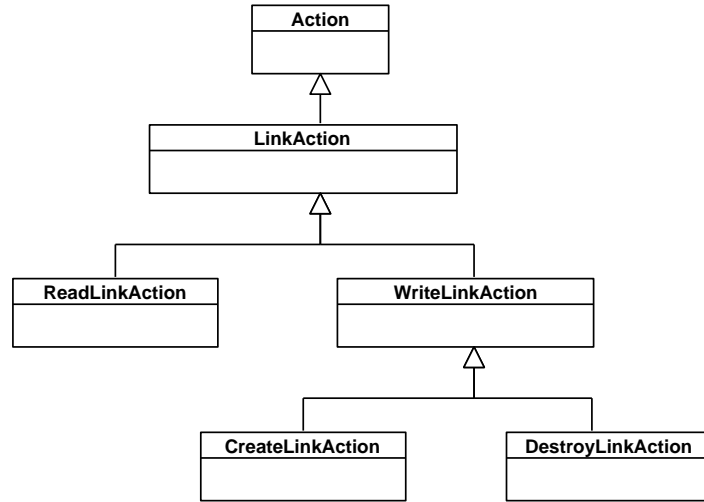 Action
LinkAction
ReadLinkAction
WriteLinkAction
CreateLinkAction
DestroyLinkAction